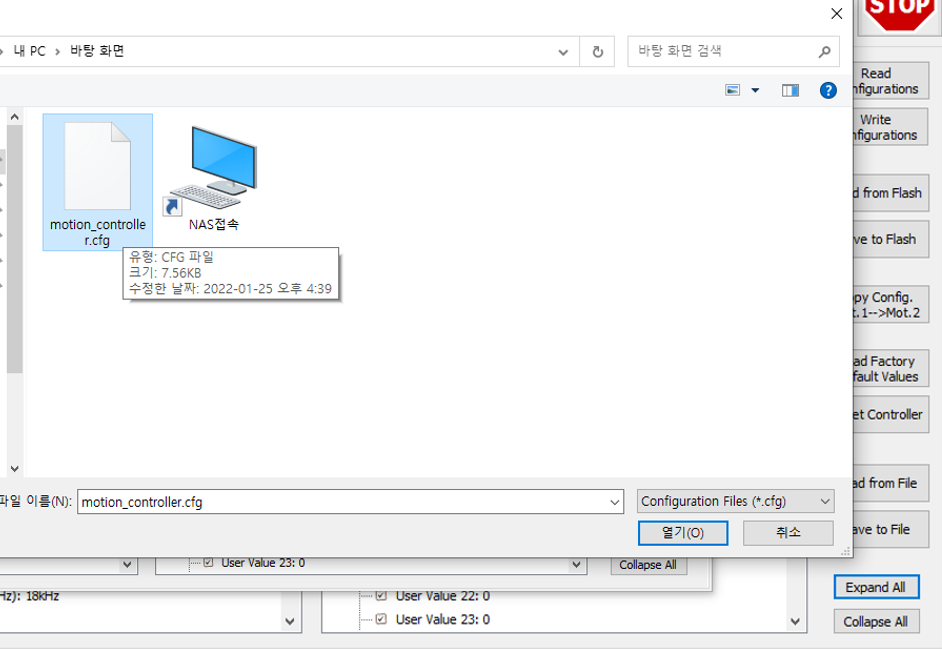 STOP
내 PC > 바탕 화면
바탕 화면 검색
Read
nfigurations
Write
nfigurations
d from Flash
ve to Flash
py Config.
t.1-->Mot.2
ad Factory
fault Values
et Controller
ad from File
ave to File
motion_controlle
r.cfg
NAS접속
유형: CFG 파일
크기: 7.56KB
수정한 날짜: 2022-01-25 오후 4:39
파일 이름(N):
motion_controller.cfg
Configuration Files (*.cfg)
열기(O)
취소
User Value 23: 0
Collapse All
Hz): 18kHz
User Value 22: 0
User Value 23: 0
Expand All
Collapse All